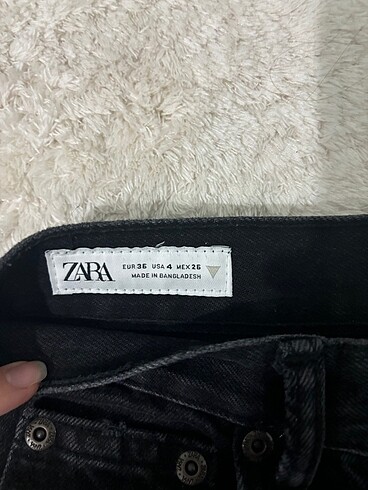 ZARA
EUR 36 USA 4 MEX 26
MADE IN BANGLADESH